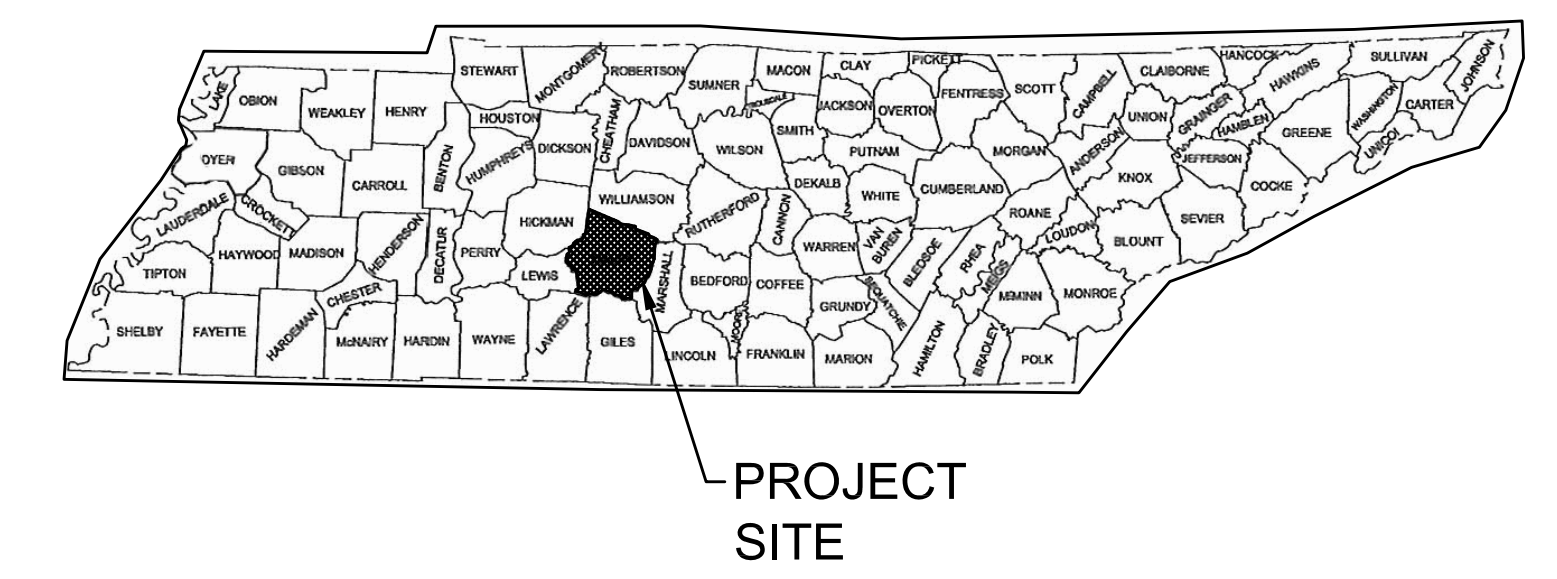 STEWART
MONTGOMERY
ROBERTSON
SUMNER
MACON
CLAY
PICKETT
FENTRESS
SCOTT
CAMPBELL
CLAIBORNE
HANCOCK
HAWKINS
SULLIVAN
JOHNSON
LAKE
OBION
WEAKLEY
HENRY
HOUSTON
CHEATHAM
TROUSDALE
JACKSON
OVERTON
UNION
GRAINGER
HAMBLEN
GREENE
WASHINGTON
CARTER
UNICOI
DYER
GIBSON
CARROLL
BENTON
HUMPHREYS
DICKSON
DAVIDSON
WILSON
SMITH
PUTNAM
MORGAN
ANDERSON
KNOX
JEFFERSON
COCKE
LAUDERDALE
CROCKETT
HICKMAN
WILLIAMSON
RUTHERFORD
CANNON
DEKALB
WHITE
CUMBERLAND
ROANE
LOUDON
BLOUNT
SEVIER
TIPTON
HAYWOOD
MADISON
HENDERSON
DECATUR
PERRY
LEWIS
MARSHALL
BEDFORD
COFFEE
WARREN
VAN
BUREN
BLEDSOE
RHEA
MEIGS
McMINN
MONROE
SHELBY
FAYETTE
HARDEMAN
CHESTER
McNAIRY
HARDIN
WAYNE
LAWRENCE
GILES
LINCOLN
MOORE
FRANKLIN
GRUNDY
SEQUATCHIE
MARION
HAMILTON
BRADLEY
POLK
PROJECT
SITE